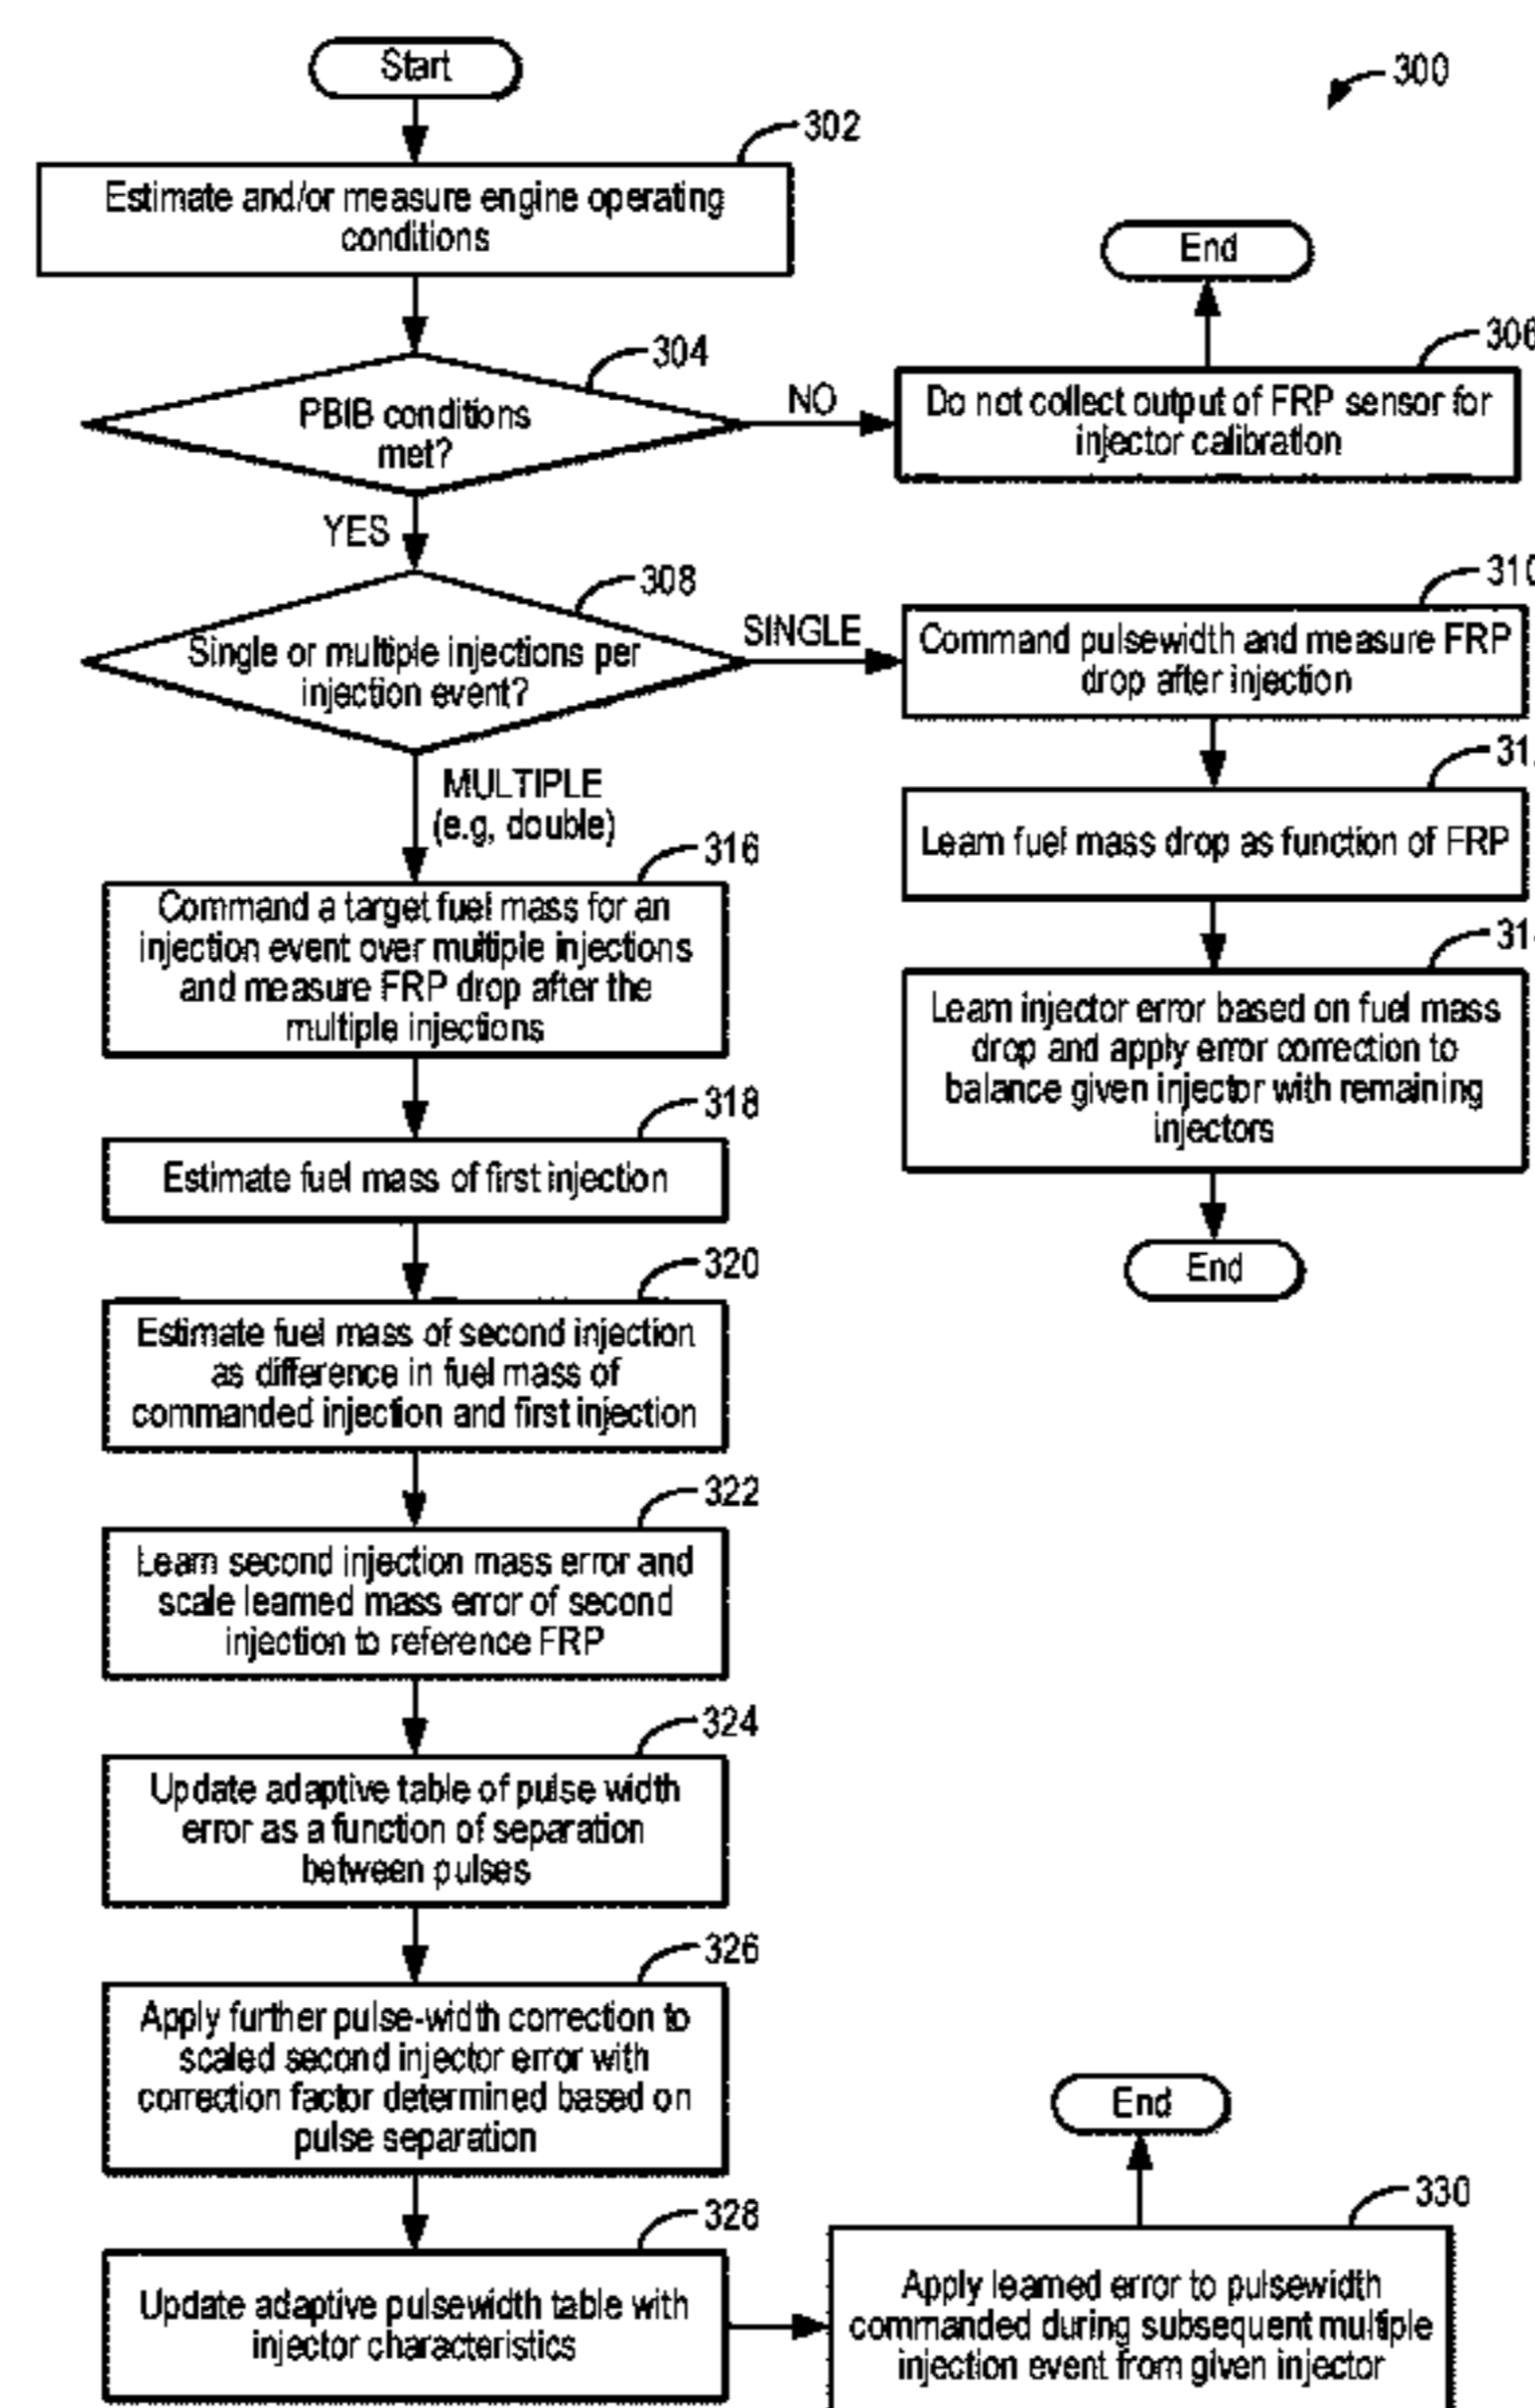 Start
300
302
Estimate and/or measure engine operating
conditions
End
304
306
PBIB conditions
met?
NO
Do not collect output of FRP sensor for
injector calibration
YES
308
310
Single or multiple injections per
injection event?
SINGLE
Command pulsewidth and measure FRP
drop after injection
MULTIPLE
(e.g, double)
Learn fuel mass drop as function of FRP
316
Command a target fuel mass for an
injection event over multiple injections
and measure FRP drop after the
multiple injections
Learn injector error based on fuel mass
drop and apply error correction to
balance given injector with remaining
injectors
End
318
Estimate fuel mass of first injection
320
Estimate fuel mass of second injection
as difference in fuel mass of
commanded injection and first injection
322
Learn second injection mass error and
scale learned mass error of second
injection to reference FRP
324
Update adaptive table of pulse width
error as a function of separation
between pulses
326
Apply further pulse-width correction to
scaled second injector error with
correction factor determined based on
pulse separation
328
Update adaptive pulsewidth table with
injector characteristics
End
330
Apply learned error to pulsewidth
commanded during subsequent multiple
injection event from given injector